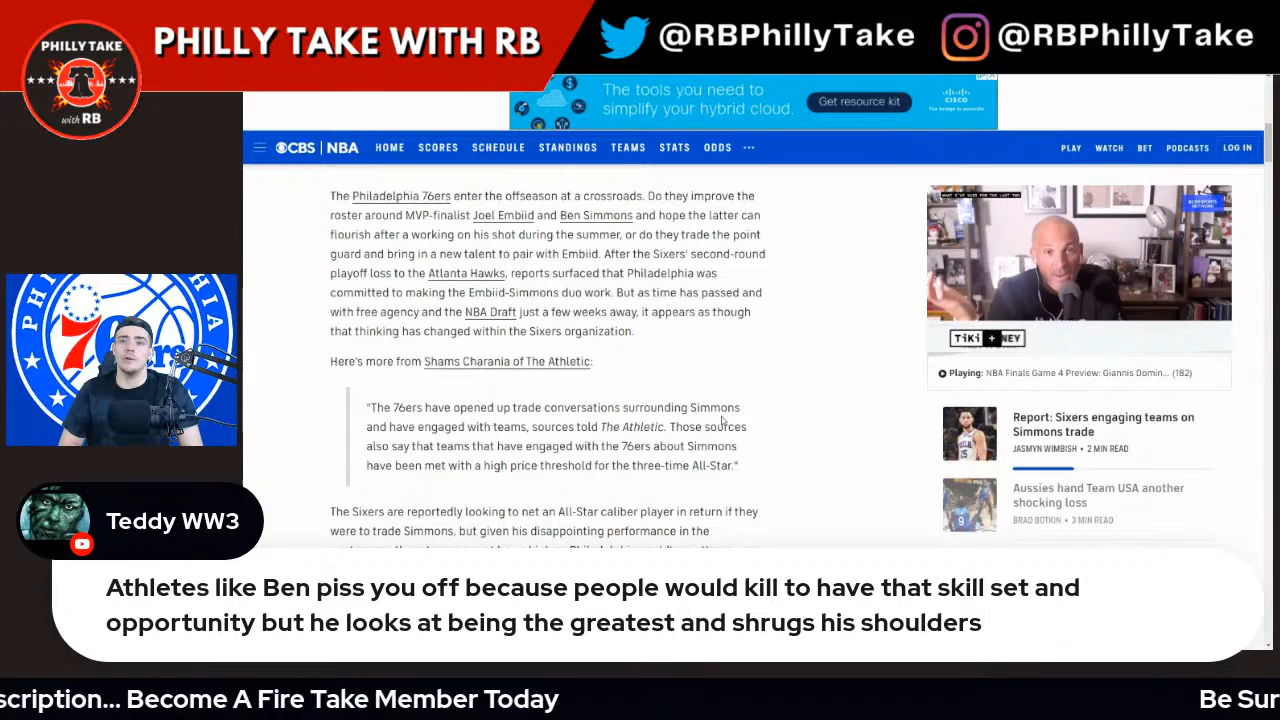 PHILLY TAKE
with RB
PHILLY TAKE WITH RB
@RBPhillyTake
@RBPhillyTake
The tools you need to
simplify your hybrid cloud.
Get resource kit
CISCO
CBS | NBA
HOME SCORES SCHEDULE STANDINGS TEAMS STATS ODDS
PLAY WATCH BET PODCASTS LOG IN
The Philadelphia 76ers enter the offseason at a crossroads. Do they improve the
roster around MVP-finalist Joel Embiid and Ben Simmons and hope the latter can
flourish after a working on his shot during the summer, or do they trade the point
guard and bring in a new talent to pair with Embiid. After the Sixers' second-round
playoff loss to the Atlanta Hawks, reports surfaced that Philadelphia was
committed to making the Embiid-Simmons duo work. But as time has passed and
with free agency and the NBA Draft just a few weeks away, it appears as though
that thinking has changed within the Sixers organization.
Here's more from Shams Charania of The Athletic:
"The 76ers have opened up trade conversations surrounding Simmons
and have engaged with teams, sources told The Athletic. Those sources
also say that teams that have engaged with the 76ers about Simmons
have been met with a high price threshold for the three-time All-Star."
The Sixers are reportedly looking to net an All-Star caliber player in return if they
were to trade Simmons, but given his disappointing performance in the
TiKi + NEY
Playing: NBA Finals Game 4 Preview: Giannis Domin... (182)
Report: Sixers engaging teams on
Simmons trade
JASMYN WIMBISH • 2 MIN READ
Aussies hand Team USA another
shocking loss
BRAD BOTKIN • 3 MIN READ
Teddy WW3
Athletes like Ben piss you off because people would kill to have that skill set and
opportunity but he looks at being the greatest and shrugs his shoulders
scription... Become A Fire Take Member Today
Be Sur